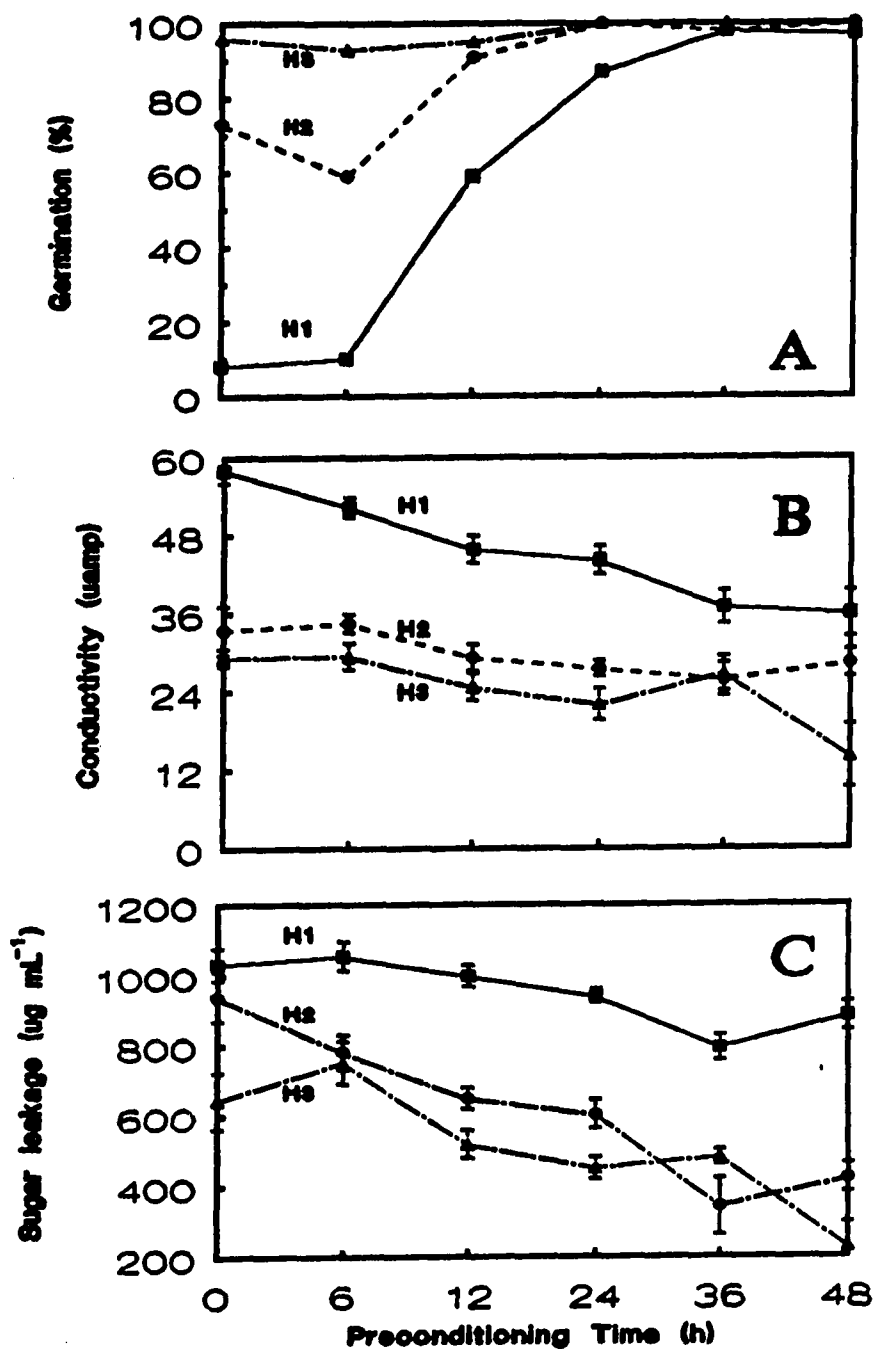 100
80
60
40
20
0
Germination (%)
H3
H2
H1
A
60
48
36
24
12
0
Conductivity (uamp)
H1
H2
H3
B
1200
1000
800
600
400
200
Sugar leakage (ug mL⁻¹)
H1
H2
H3
C
0 6 12 24 36 48
Preconditioning Time (h)